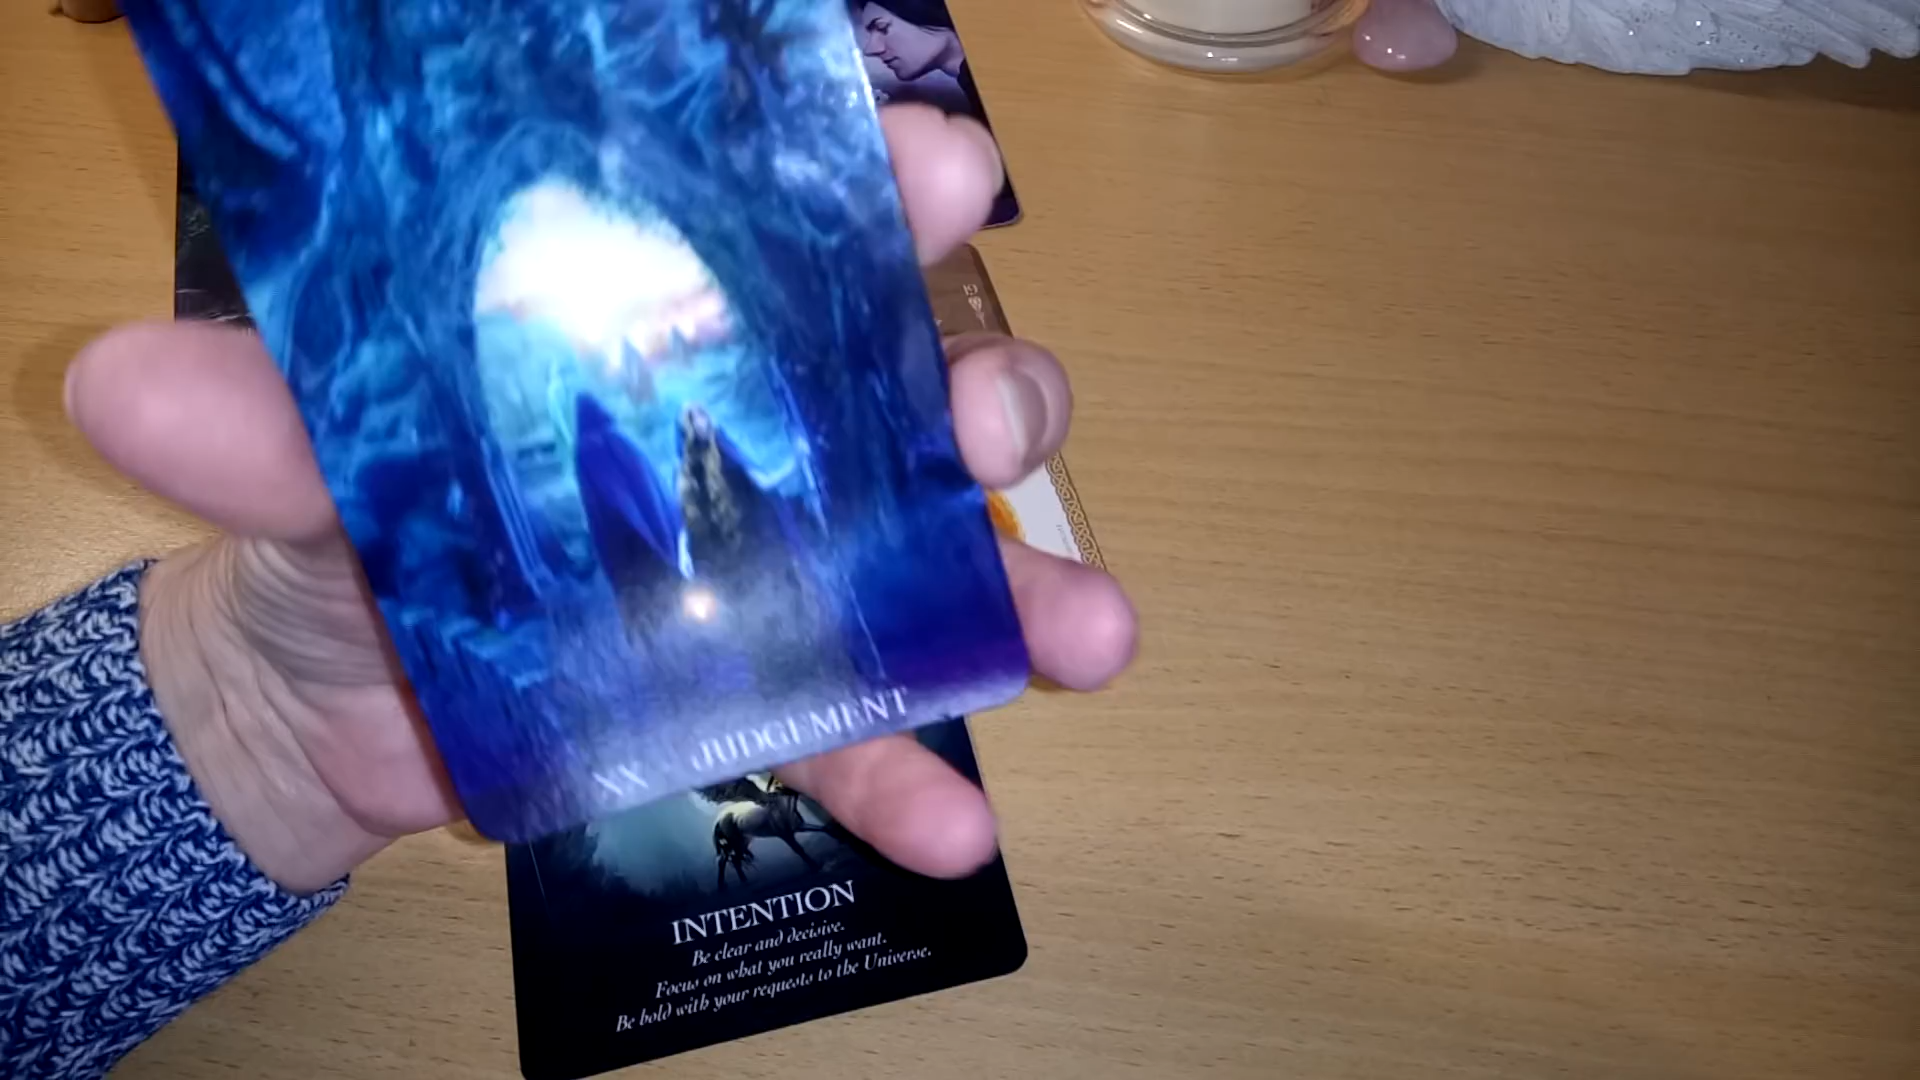 19
XX JUDGEMENT
INTENTION
Be clear and decisive.
Focus on what you really want.
Be bold with your requests to the Universe.